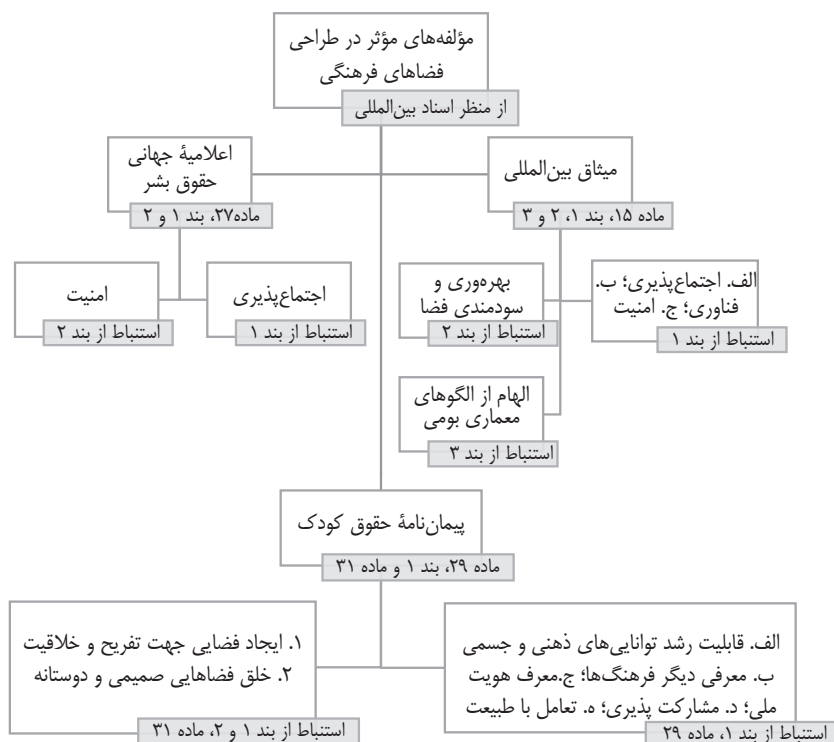 مؤلفه‌های مؤثر در طراحی
فضاهای فرهنگی
از منظر اسناد بین‌المللی
میثاق بین‌المللی
ماده ۱۵، بند ۱، ۲ و ۳
اعلامیهٔ جهانی
حقوق بشر
ماده۲۷، بند ۱ و ۲
الف. اجتماع‌پذیری؛ ب.
فناوری؛ ج. امنیت
استنباط از بند ۱
بهره‌وری و
سودمندی فضا
استنباط از بند ۲
اجتماع‌پذیری
استنباط از بند ۱
امنیت
استنباط از بند ۲
الهام از الگوهای
معماری بومی
استنباط از بند ۳
پیمان‌نامهٔ حقوق کودک
ماده ۲۹، بند ۱ و ماده ۳۱
الف. قابلیت رشد توانایی‌های ذهنی و جسمی
ب. معرفی دیگر فرهنگ‌ها؛ ج.معرف هویت
ملی؛ د. مشارکت پذیری؛ ه. تعامل با طبیعت
استنباط از بند ۱، ماده ۲۹
۱. ایجاد فضایی جهت تفریح و خلاقیت
۲. خلق فضاهایی صمیمی و دوستانه
استنباط از بند ۱ و ۲، ماده ۳۱